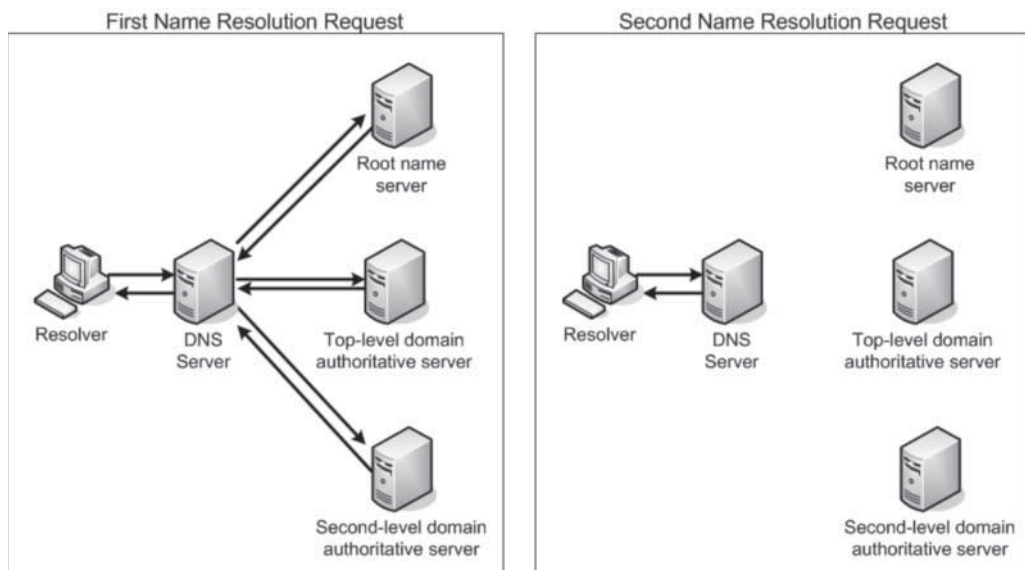 First Name Resolution Request
Root name
server
Resolver
DNS
Server
Top-level domain
authoritative server
Second-level domain
authoritative server
Second Name Resolution Request
Root name
server
Resolver
DNS
Server
Top-level domain
authoritative server
Second-level domain
authoritative server